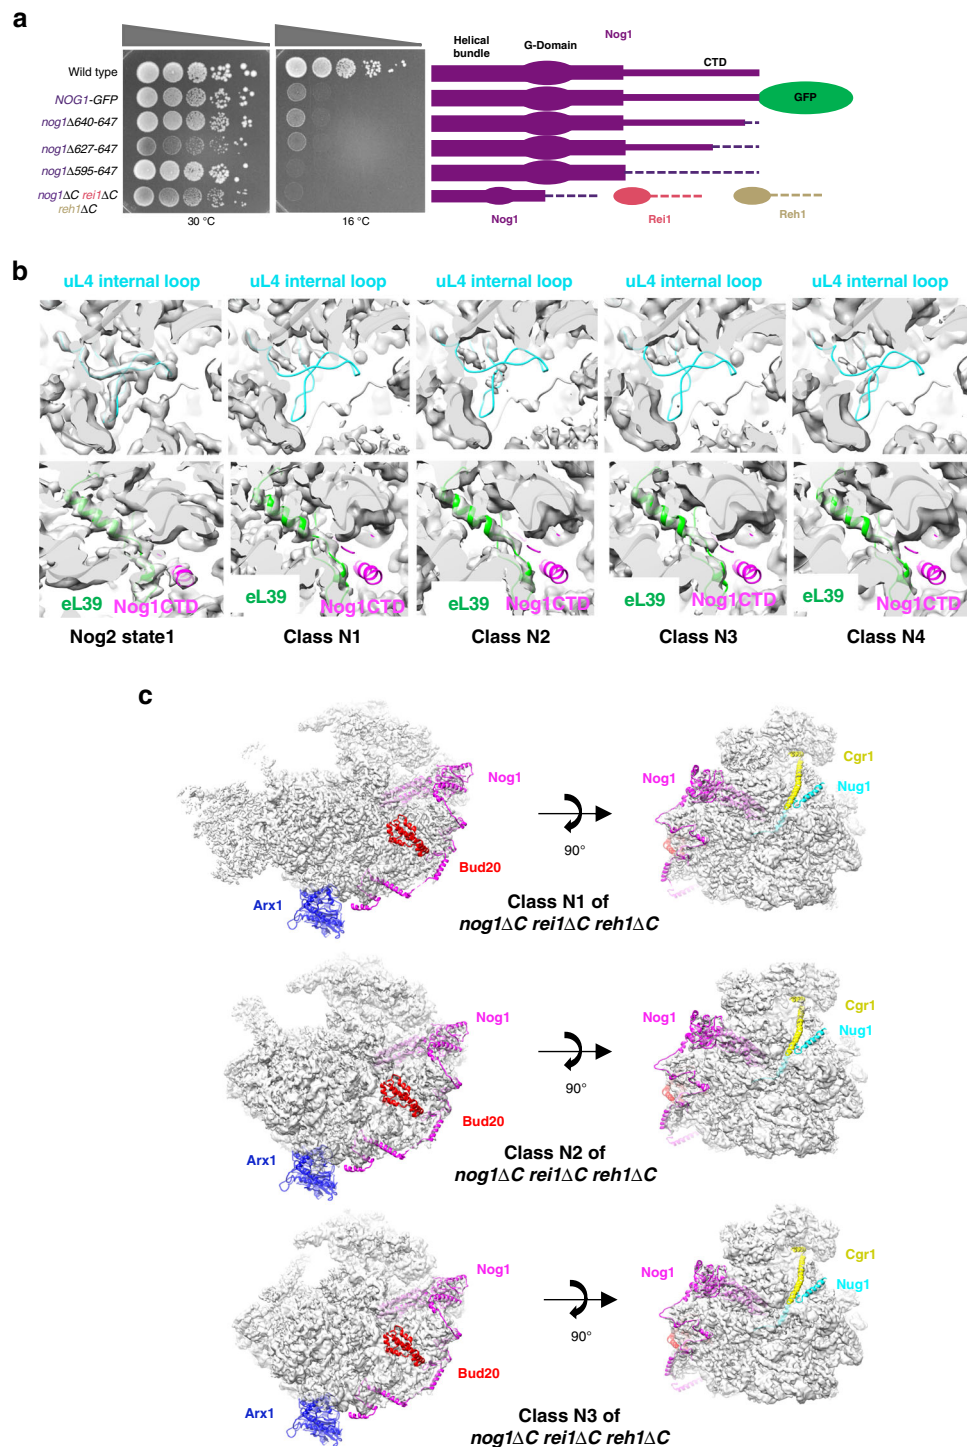 a
Helical bundle
G-Domain
Nog1
CTD
Wild type
NOG1-GFP
GFP
nog1Δ640-647
nog1Δ627-647
nog1Δ595-647
nog1ΔC rei1ΔC
reh1ΔC
30 °C
16 °C
Nog1
Rei1
Reh1
b
uL4 internal loop
uL4 internal loop
uL4 internal loop
uL4 internal loop
uL4 internal loop
eL39
Nog1CTD
eL39
Nog1CTD
eL39
Nog1CTD
eL39
Nog1CTD
eL39
Nog1CTD
Nog2 state1
Class N1
Class N2
Class N3
Class N4
c
Nog1
Bud20
Arx1
90°
Nog1
Cgr1
Nug1
Class N1 of
nog1ΔC rei1ΔC reh1ΔC
Nog1
Bud20
Arx1
90°
Nog1
Cgr1
Nug1
Class N2 of
nog1ΔC rei1ΔC reh1ΔC
Nog1
Bud20
Arx1
90°
Nog1
Cgr1
Nug1
Class N3 of
nog1ΔC rei1ΔC reh1ΔC